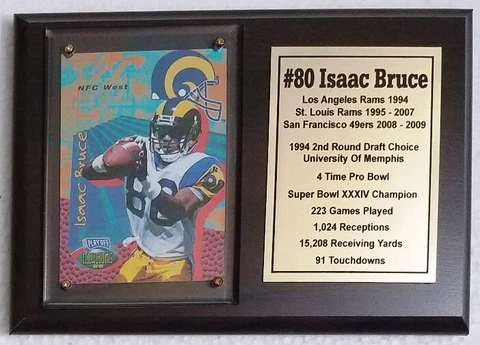 NFC West
Isaac Bruce
80
PLAYOFF
#80 Isaac Bruce
Los Angeles Rams 1994
St. Louis Rams 1995 - 2007
San Francisco 49ers 2008 - 2009
1994 2nd Round Draft Choice
University Of Memphis
4 Time Pro Bowl
Super Bowl XXXIV Champion
223 Games Played
1,024 Receptions
15,208 Receiving Yards
91 Touchdowns